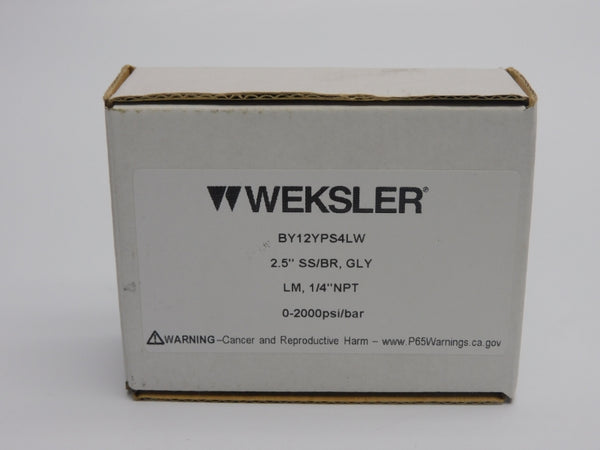 WEKSLER®
BY12YPS4LW
2.5" SS/BR, GLY
LM, 1/4"NPT
0-2000psi/bar
WARNING–Cancer and Reproductive Harm – www.P65Warnings.ca.gov